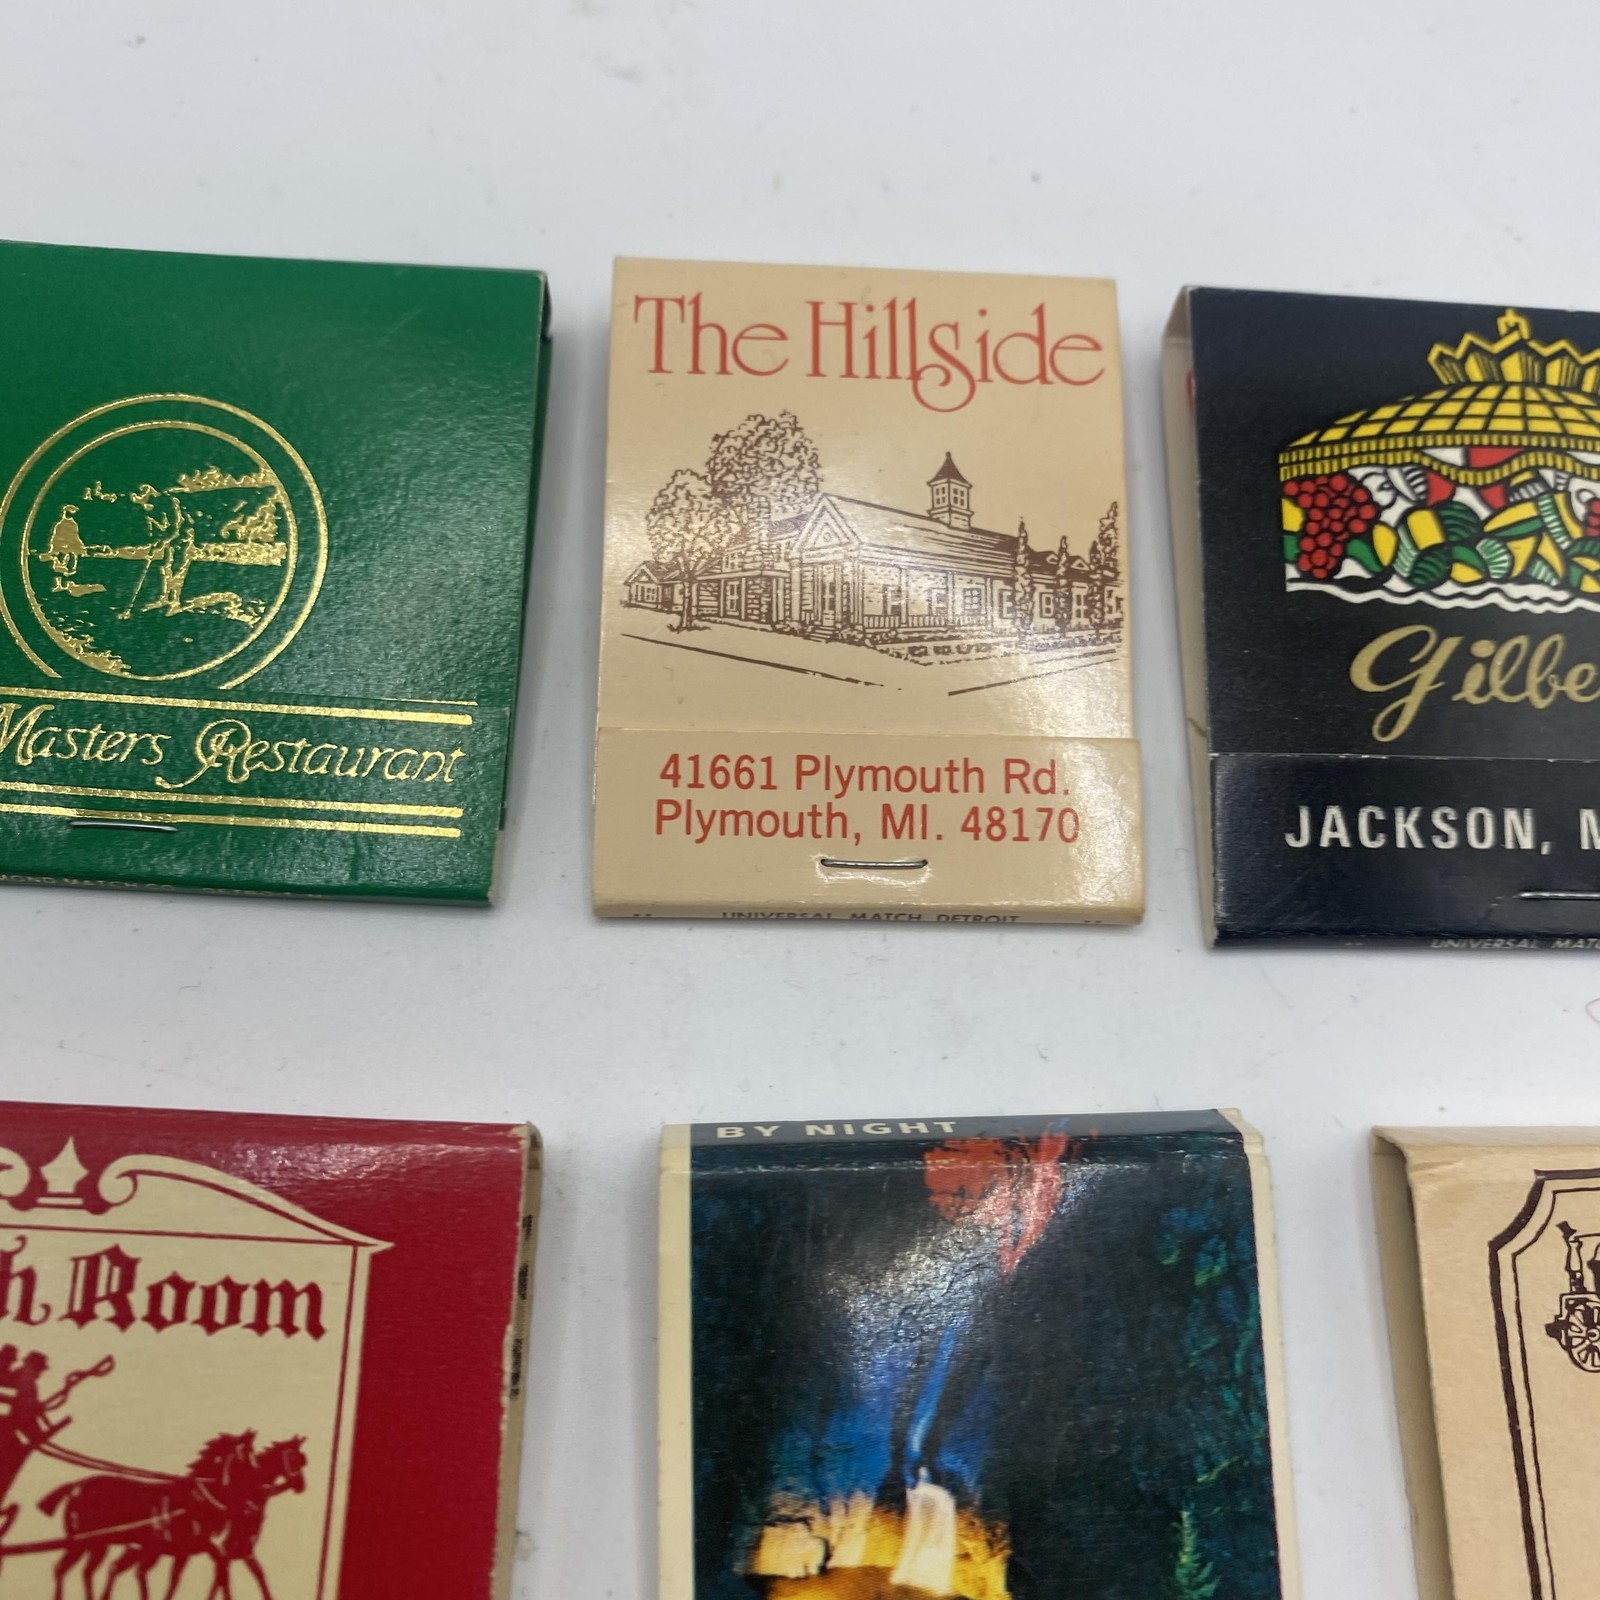 Masters Restaurant
The Hillside
41661 Plymouth Rd.
Plymouth, MI. 48170
UNIVERSAL MATCH DETROIT
Gilbe
JACKSON, M
UNIVERSAL MATC
h Room
BY NIGHT